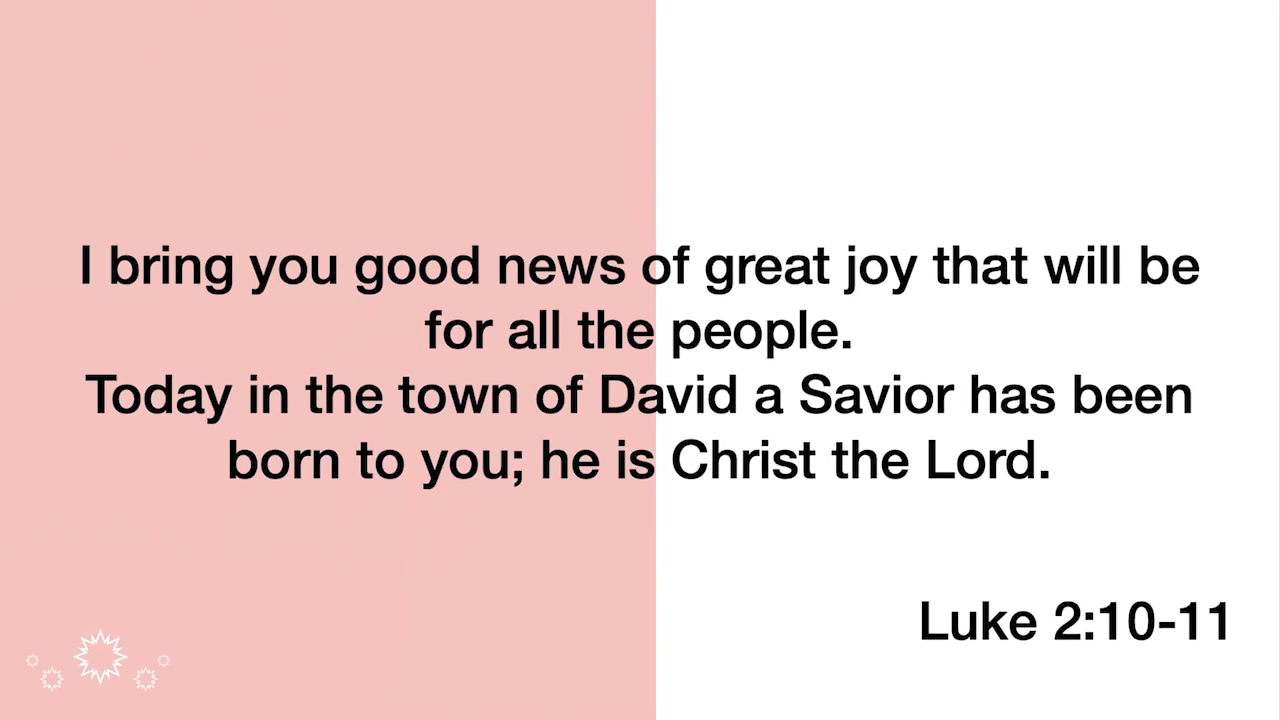 I bring you good news of great joy that will be
for all the people.
Today in the town of David a Savior has been
born to you; he is Christ the Lord.
Luke 2:10-11